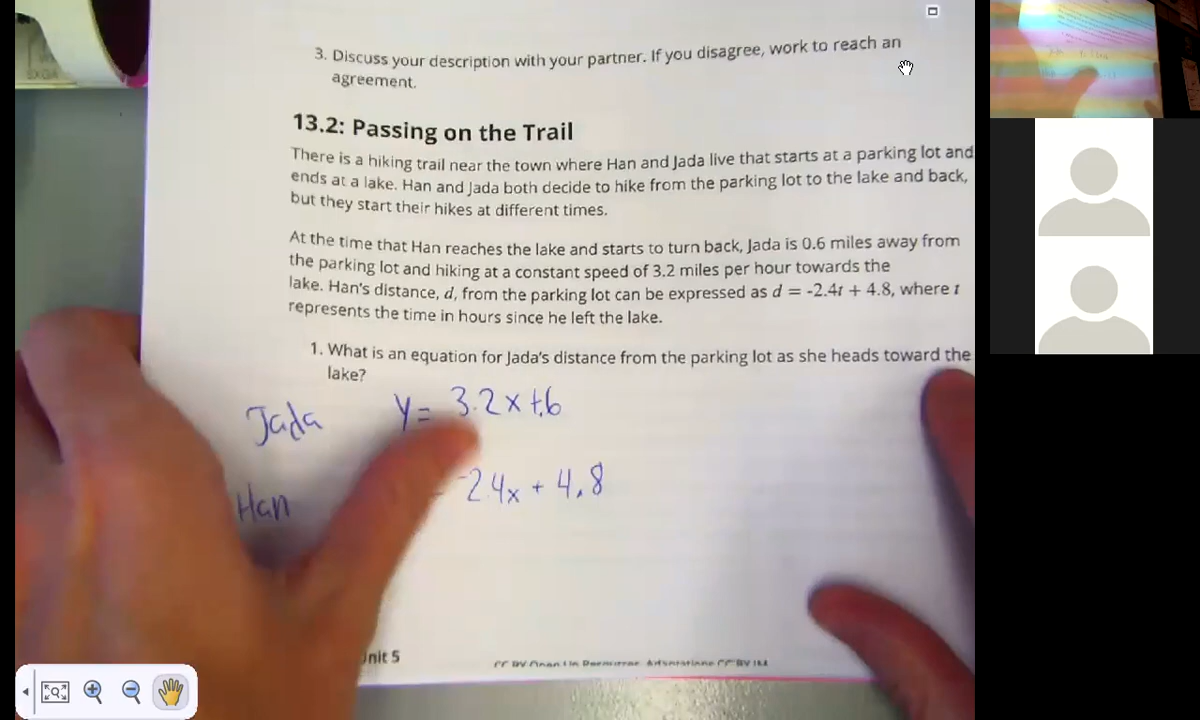 3. Discuss your description with your partner. If you disagree, work to reach an
agreement.
13.2: Passing on the Trail
There is a hiking trail near the town where Han and Jada live that starts at a parking lot and
ends at a lake. Han and Jada both decide to hike from the parking lot to the lake and back,
but they start their hikes at different times.
At the time that Han reaches the lake and starts to turn back, Jada is 0.6 miles away from
the parking lot and hiking at a constant speed of 3.2 miles per hour towards the
lake. Han's distance, d, from the parking lot can be expressed as d = -2.4t + 4.8, where t
represents the time in hours since he left the lake.
1. What is an equation for Jada's distance from the parking lot as she heads toward the
lake?
Jada y = 3.2x +.6
Han -2.4x + 4.8
Unit 5